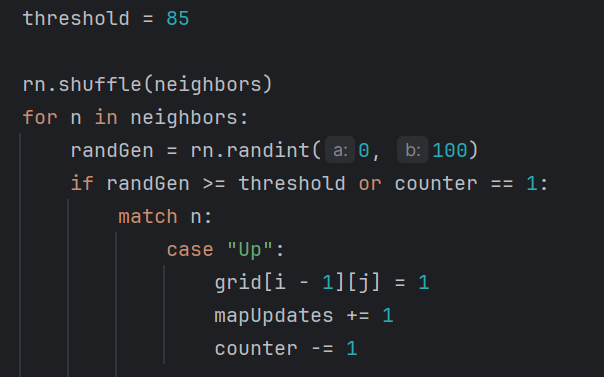 threshold = 85
rn.shuffle(neighbors)
for n in neighbors:
randGen = rn.randint(a: 0, b: 100)
if randGen >= threshold or counter == 1:
match n:
case "Up":
grid[i - 1][j] = 1
mapUpdates += 1
counter -= 1